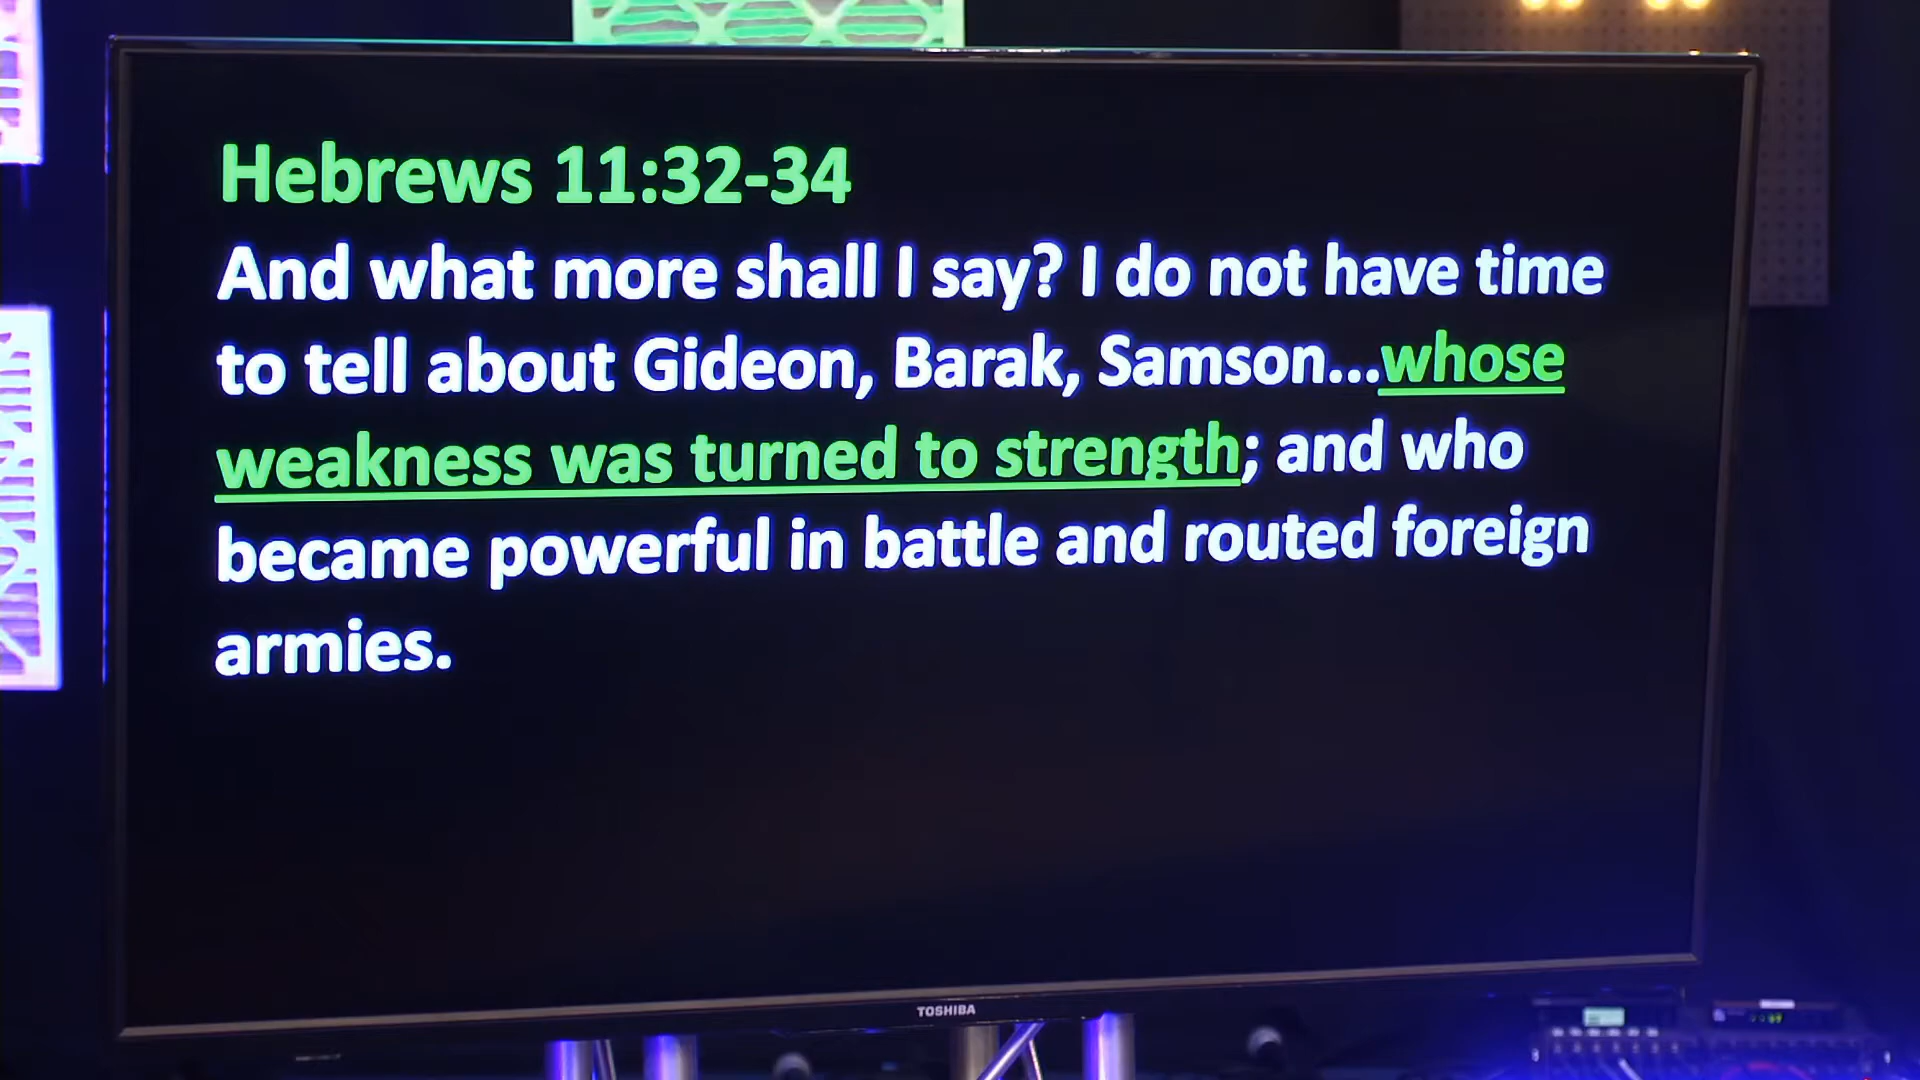 Hebrews 11:32-34
And what more shall I say? I do not have time
to tell about Gideon, Barak, Samson...whose
weakness was turned to strength; and who
became powerful in battle and routed foreign
armies.
TOSHIBA